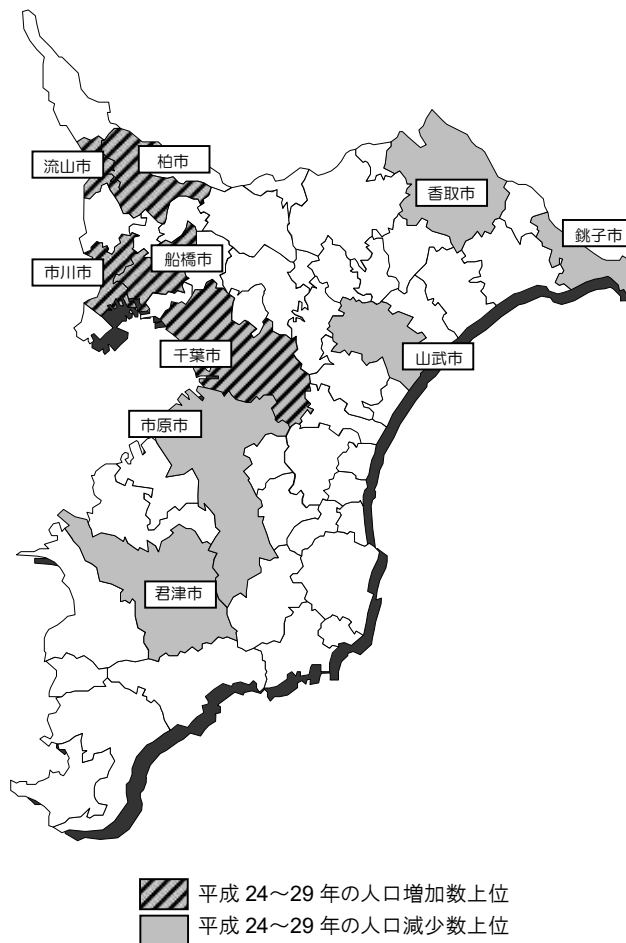 流山市
柏市
香取市
銚子市
市川市
船橋市
千葉市
山武市
市原市
君津市
平成 24～29 年の人口増加数上位
平成 24～29 年の人口減少数上位